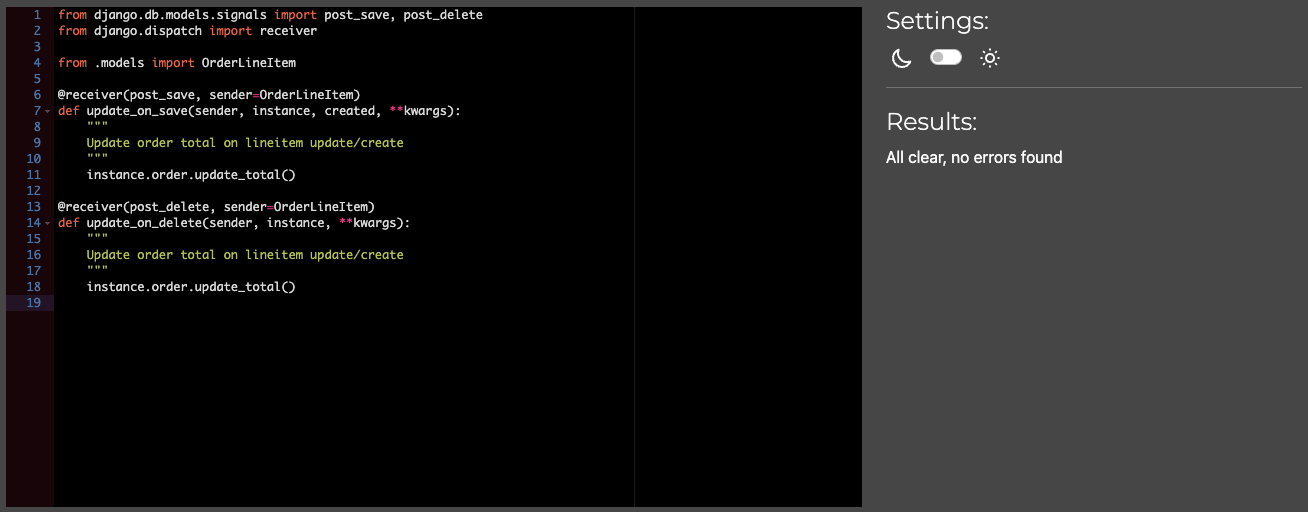 1 from django.db.models.signals import post_save, post_delete
2 from django.dispatch import receiver
3
4 from .models import OrderLineItem
5
6 @receiver(post_save, sender=OrderLineItem)
7 def update_on_save(sender, instance, created, **kwargs):
8     """
9     Update order total on lineitem update/create
10     """
11     instance.order.update_total()
12
13 @receiver(post_delete, sender=OrderLineItem)
14 def update_on_delete(sender, instance, **kwargs):
15     """
16     Update order total on lineitem update/create
17     """
18     instance.order.update_total()
19
Settings:
Results:
All clear, no errors found